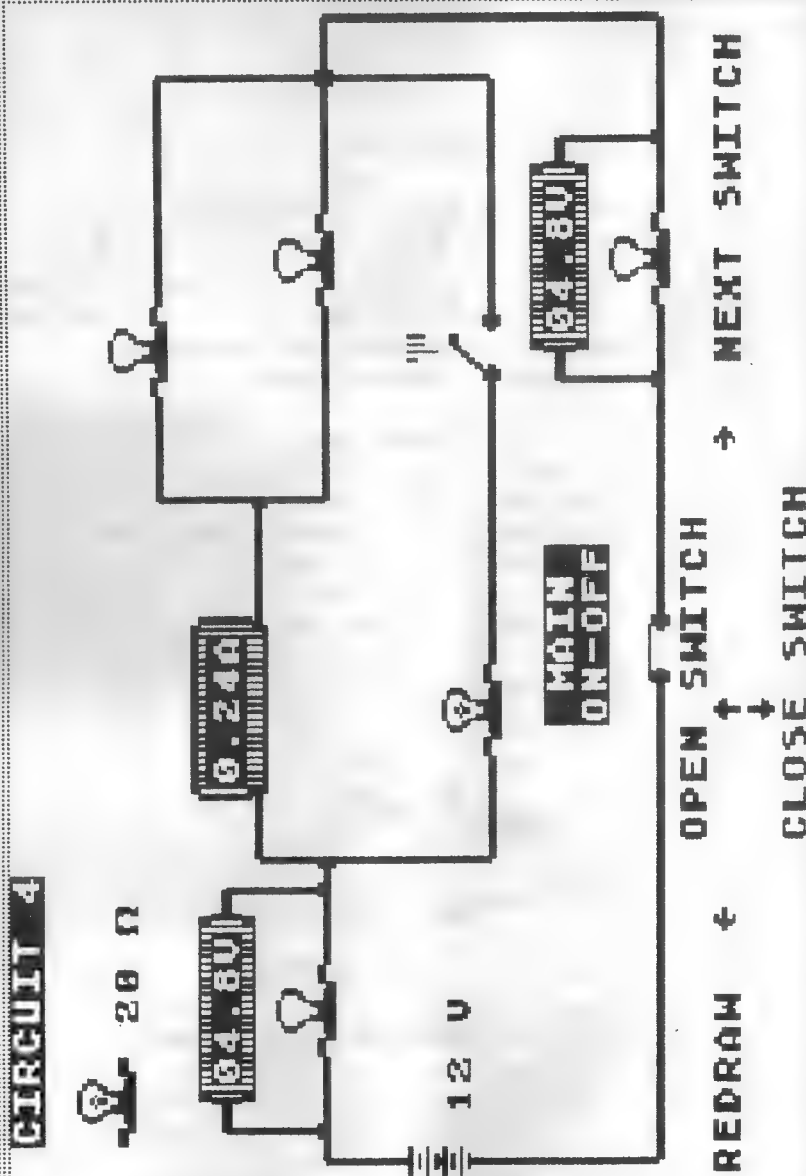 CIRCUIT 4
20 Ω
04.8V
0.24A
12 V
MAIN
ON-OFF
04.8V
OPEN SWITCH
REDRAW ← ↑ ↓ → NEXT SWITCH
CLOSE SWITCH